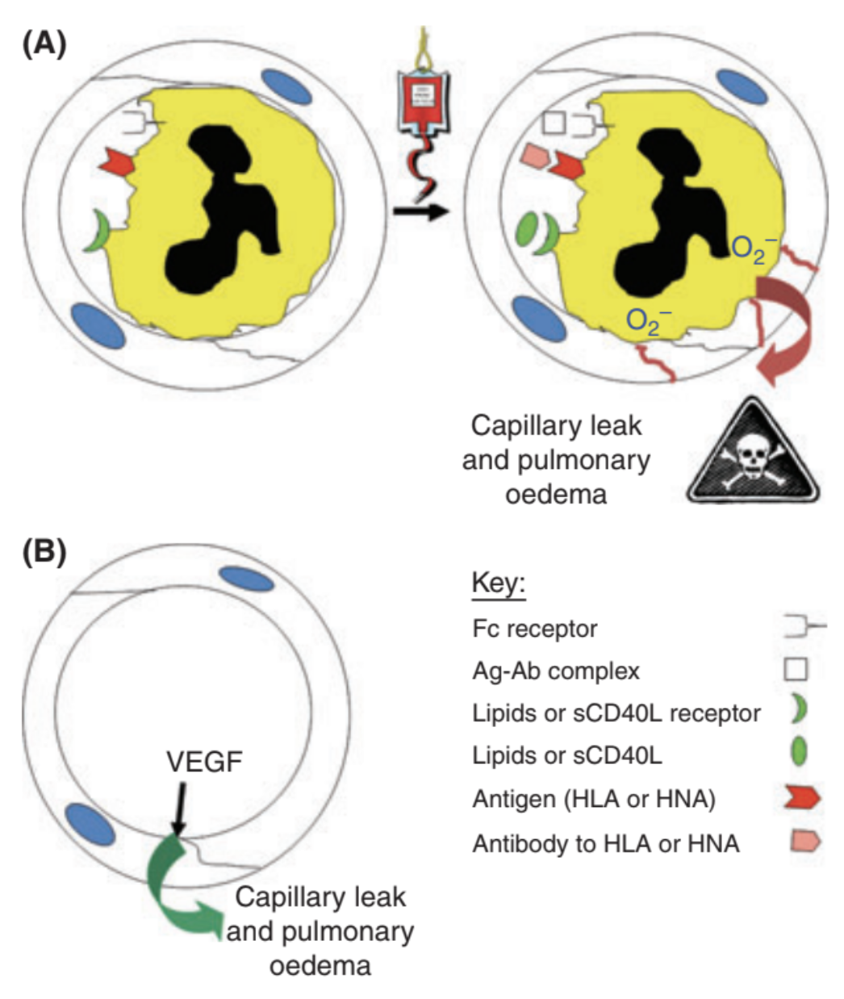 (A)
O₂⁻
O₂⁻
Capillary leak
and pulmonary
oedema
(B)
VEGF
Capillary leak
and pulmonary
oedema
Key:
Fc receptor
Ag-Ab complex
Lipids or sCD40L receptor
Lipids or sCD40L
Antigen (HLA or HNA)
Antibody to HLA or HNA